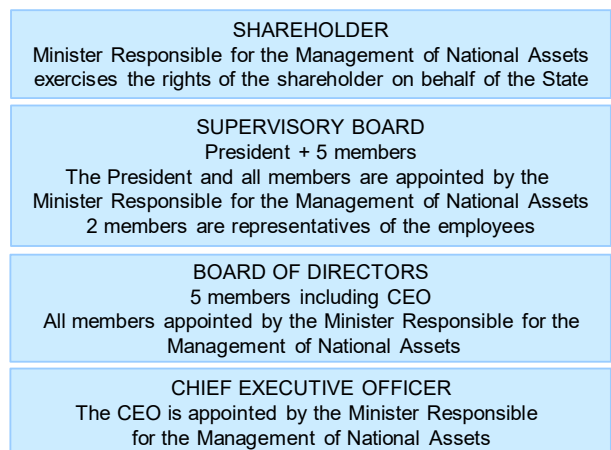 SHAREHOLDER
Minister Responsible for the Management of National Assets
exercises the rights of the shareholder on behalf of the State
SUPERVISORY BOARD
President + 5 members
The President and all members are appointed by the
Minister Responsible for the Management of National Assets
2 members are representatives of the employees
BOARD OF DIRECTORS
5 members including CEO
All members appointed by the Minister Responsible for the
Management of National Assets
CHIEF EXECUTIVE OFFICER
The CEO is appointed by the Minister Responsible
for the Management of National Assets